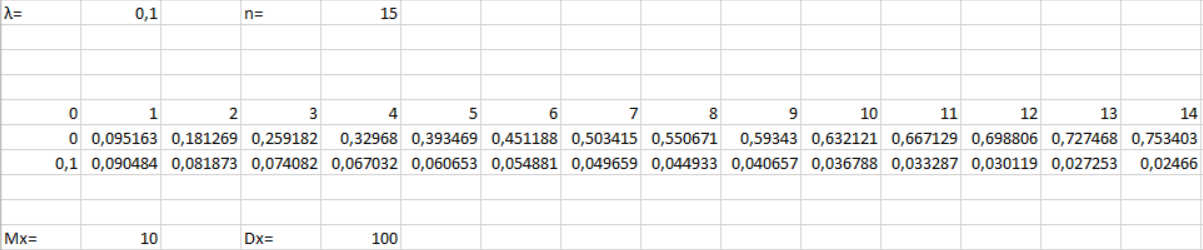 λ= 0,1 n= 15
0 1 2 3 4 5 6 7 8 9 10 11 12 13 14
0 0,095163 0,181269 0,259182 0,32968 0,393469 0,451188 0,503415 0,550671 0,59343 0,632121 0,667129 0,698806 0,727468 0,753403
0,1 0,090484 0,081873 0,074082 0,067032 0,060653 0,054881 0,049659 0,044933 0,040657 0,036788 0,033287 0,030119 0,027253 0,02466
Mx= 10 Dx= 100